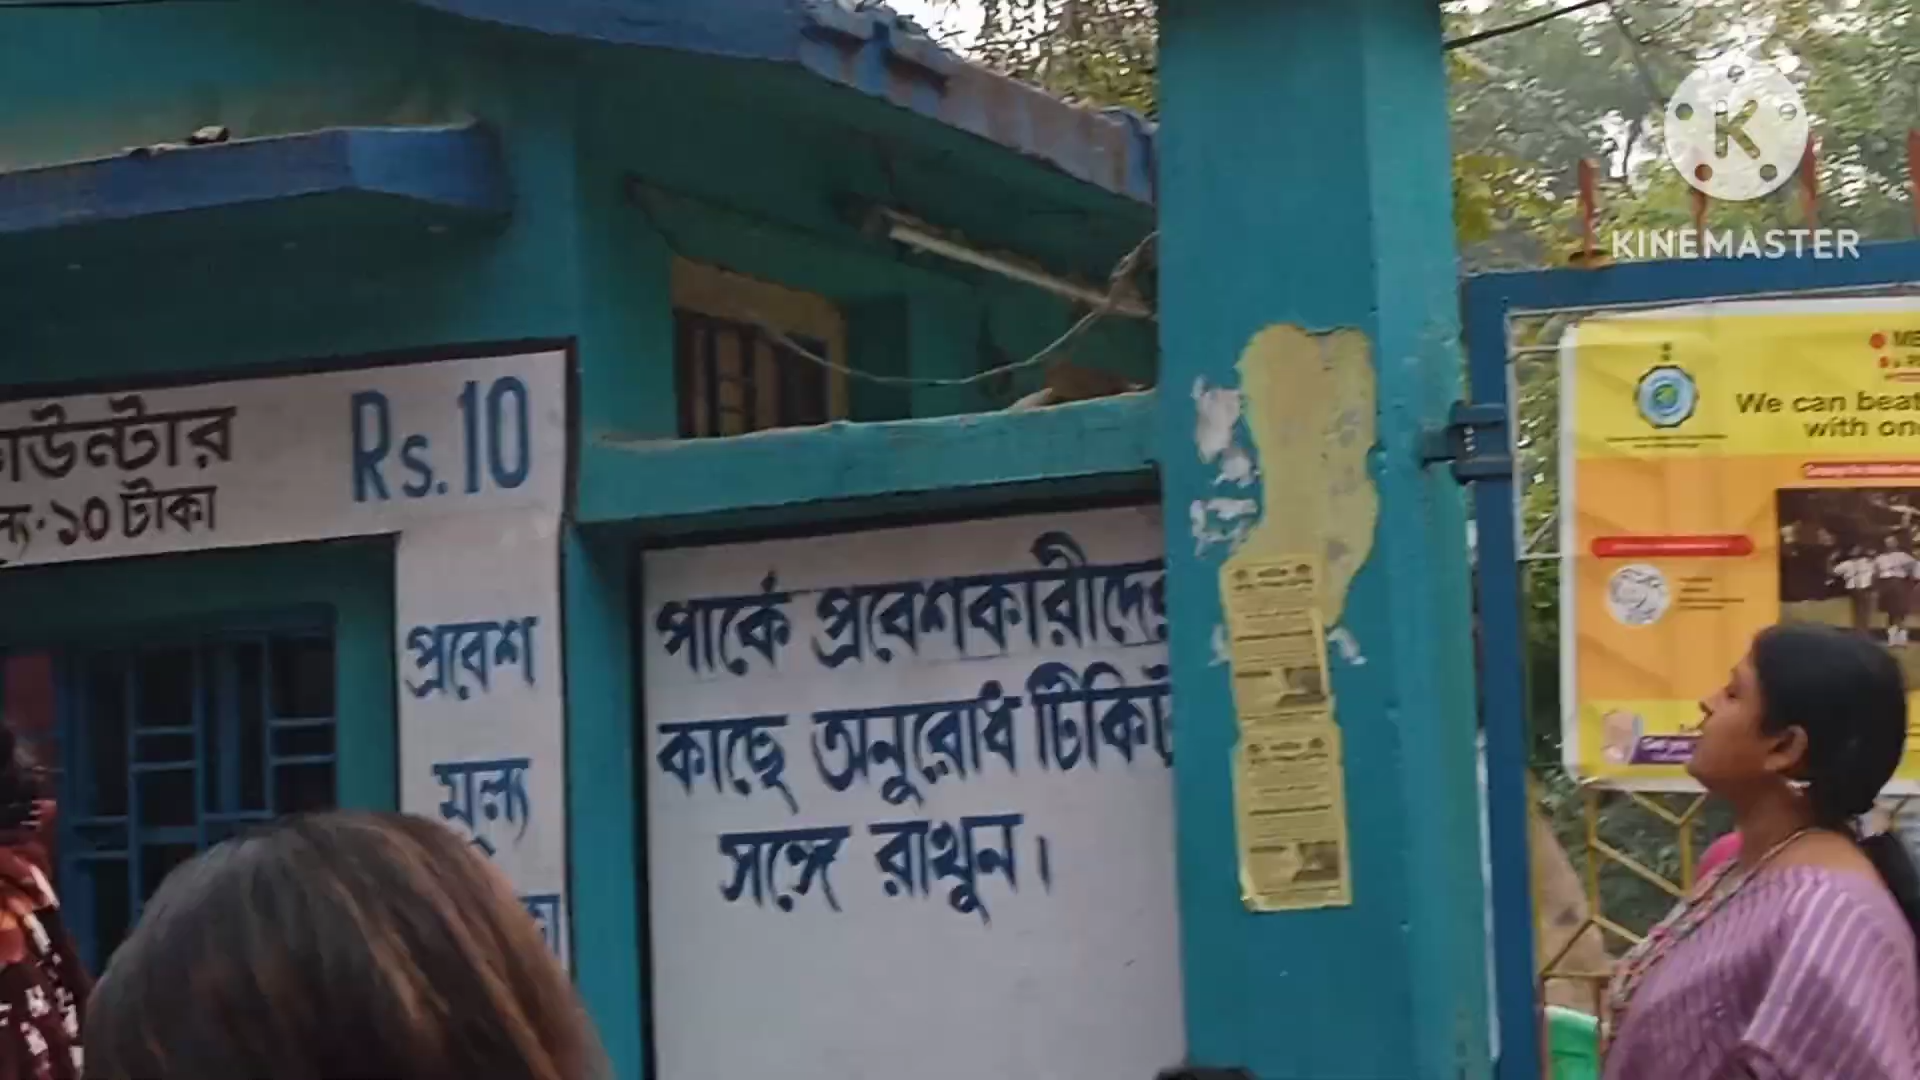 KINEMASTER
কাউন্টার
Rs. 10
১০ টাকা
প্রবেশ
মূল্য
পার্কে প্রবেশকারীদের
কাছে অনুরোধ টিকিট
সঙ্গে রাখুন।
We can beat
with one